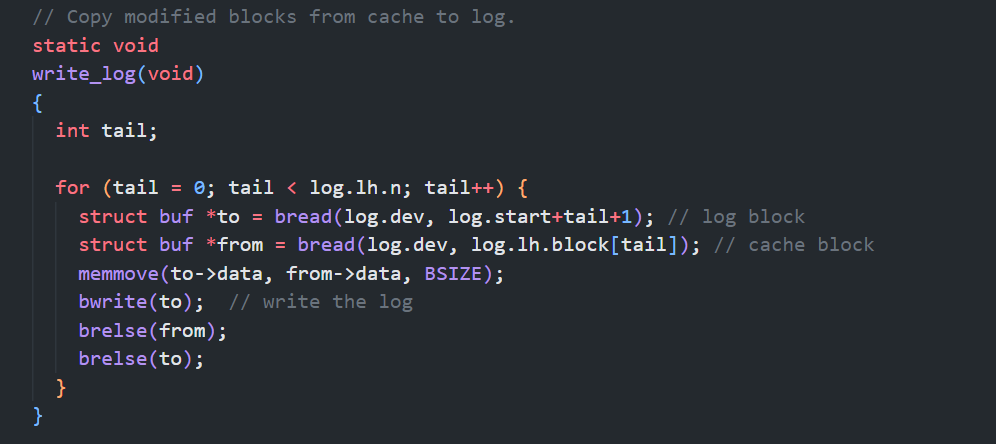 // Copy modified blocks from cache to log.
static void
write_log(void)
{
  int tail;

  for (tail = 0; tail < log.lh.n; tail++) {
    struct buf *to = bread(log.dev, log.start+tail+1); // log block
    struct buf *from = bread(log.dev, log.lh.block[tail]); // cache block
    memmove(to->data, from->data, BSIZE);
    bwrite(to);  // write the log
    brelse(from);
    brelse(to);
  }
}